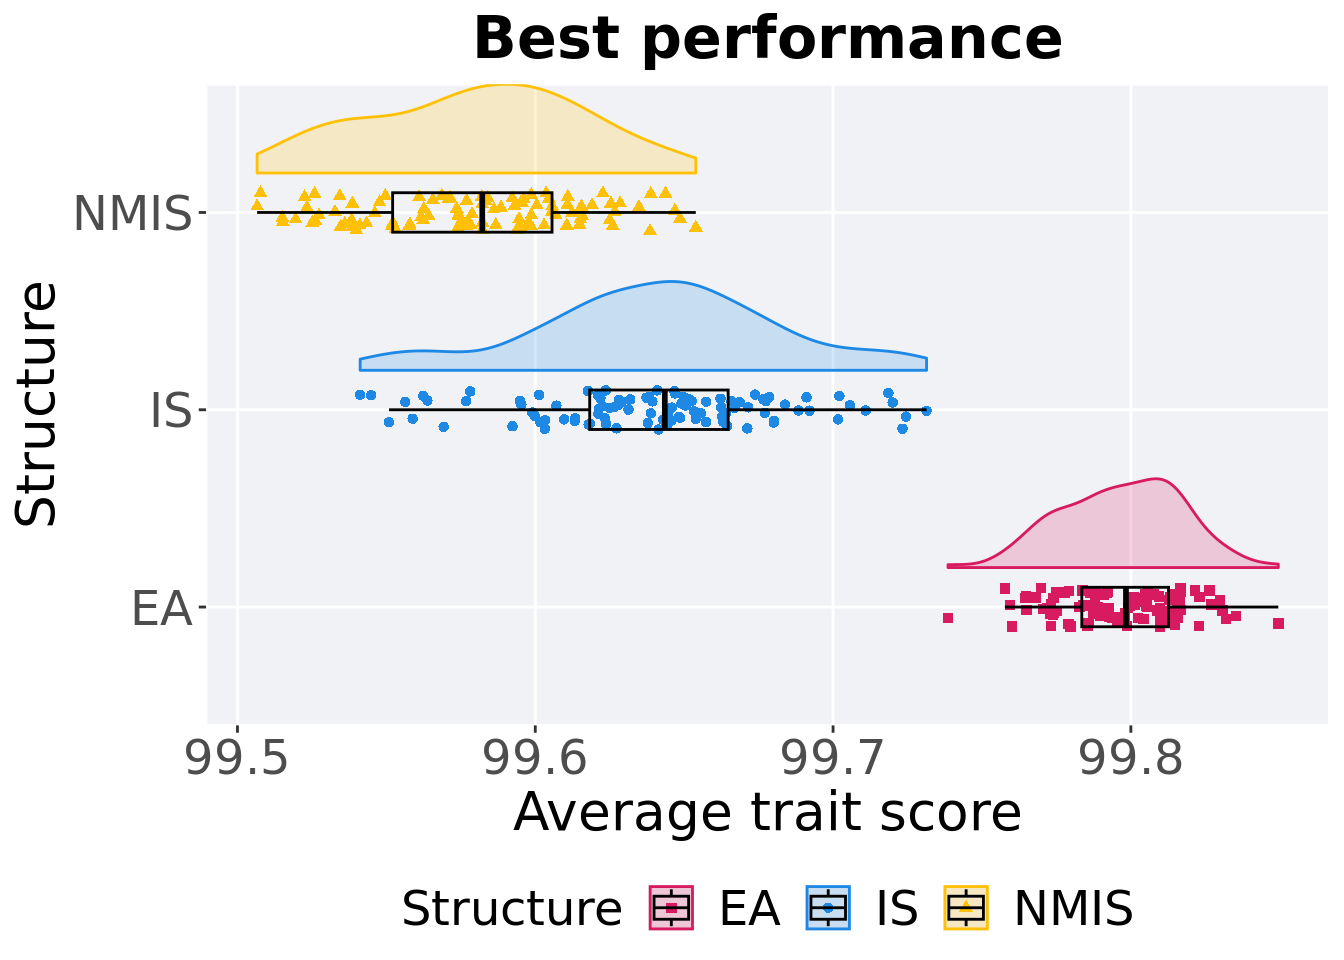 Best performance
NMIS
IS
EA
Structure
99.5 99.6 99.7 99.8
Average trait score
Structure EA IS NMIS